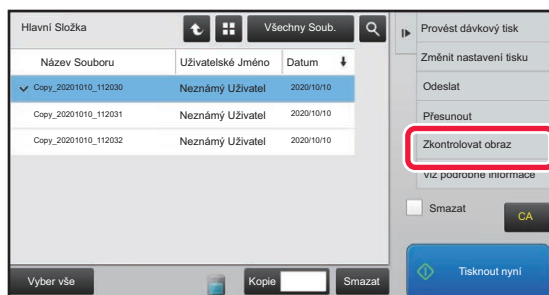 Hlavní Složka
Všechny Soub.
Název Souboru Uživatelské Jméno Datum
Copy_20201010_112030 Neznámý Uživatel 2020/10/10
Copy_20201010_112031 Neznámý Uživatel 2020/10/10
Copy_20201010_112032 Neznámý Uživatel 2020/10/10
Vyber vše
Kopie
Smazat
Provést dávkový tisk
Změnit nastavení tisku
Odeslat
Přesunout
Zkontrolovat obraz
Viz podrobné informace
Smazat
CA
Tisknout nyní